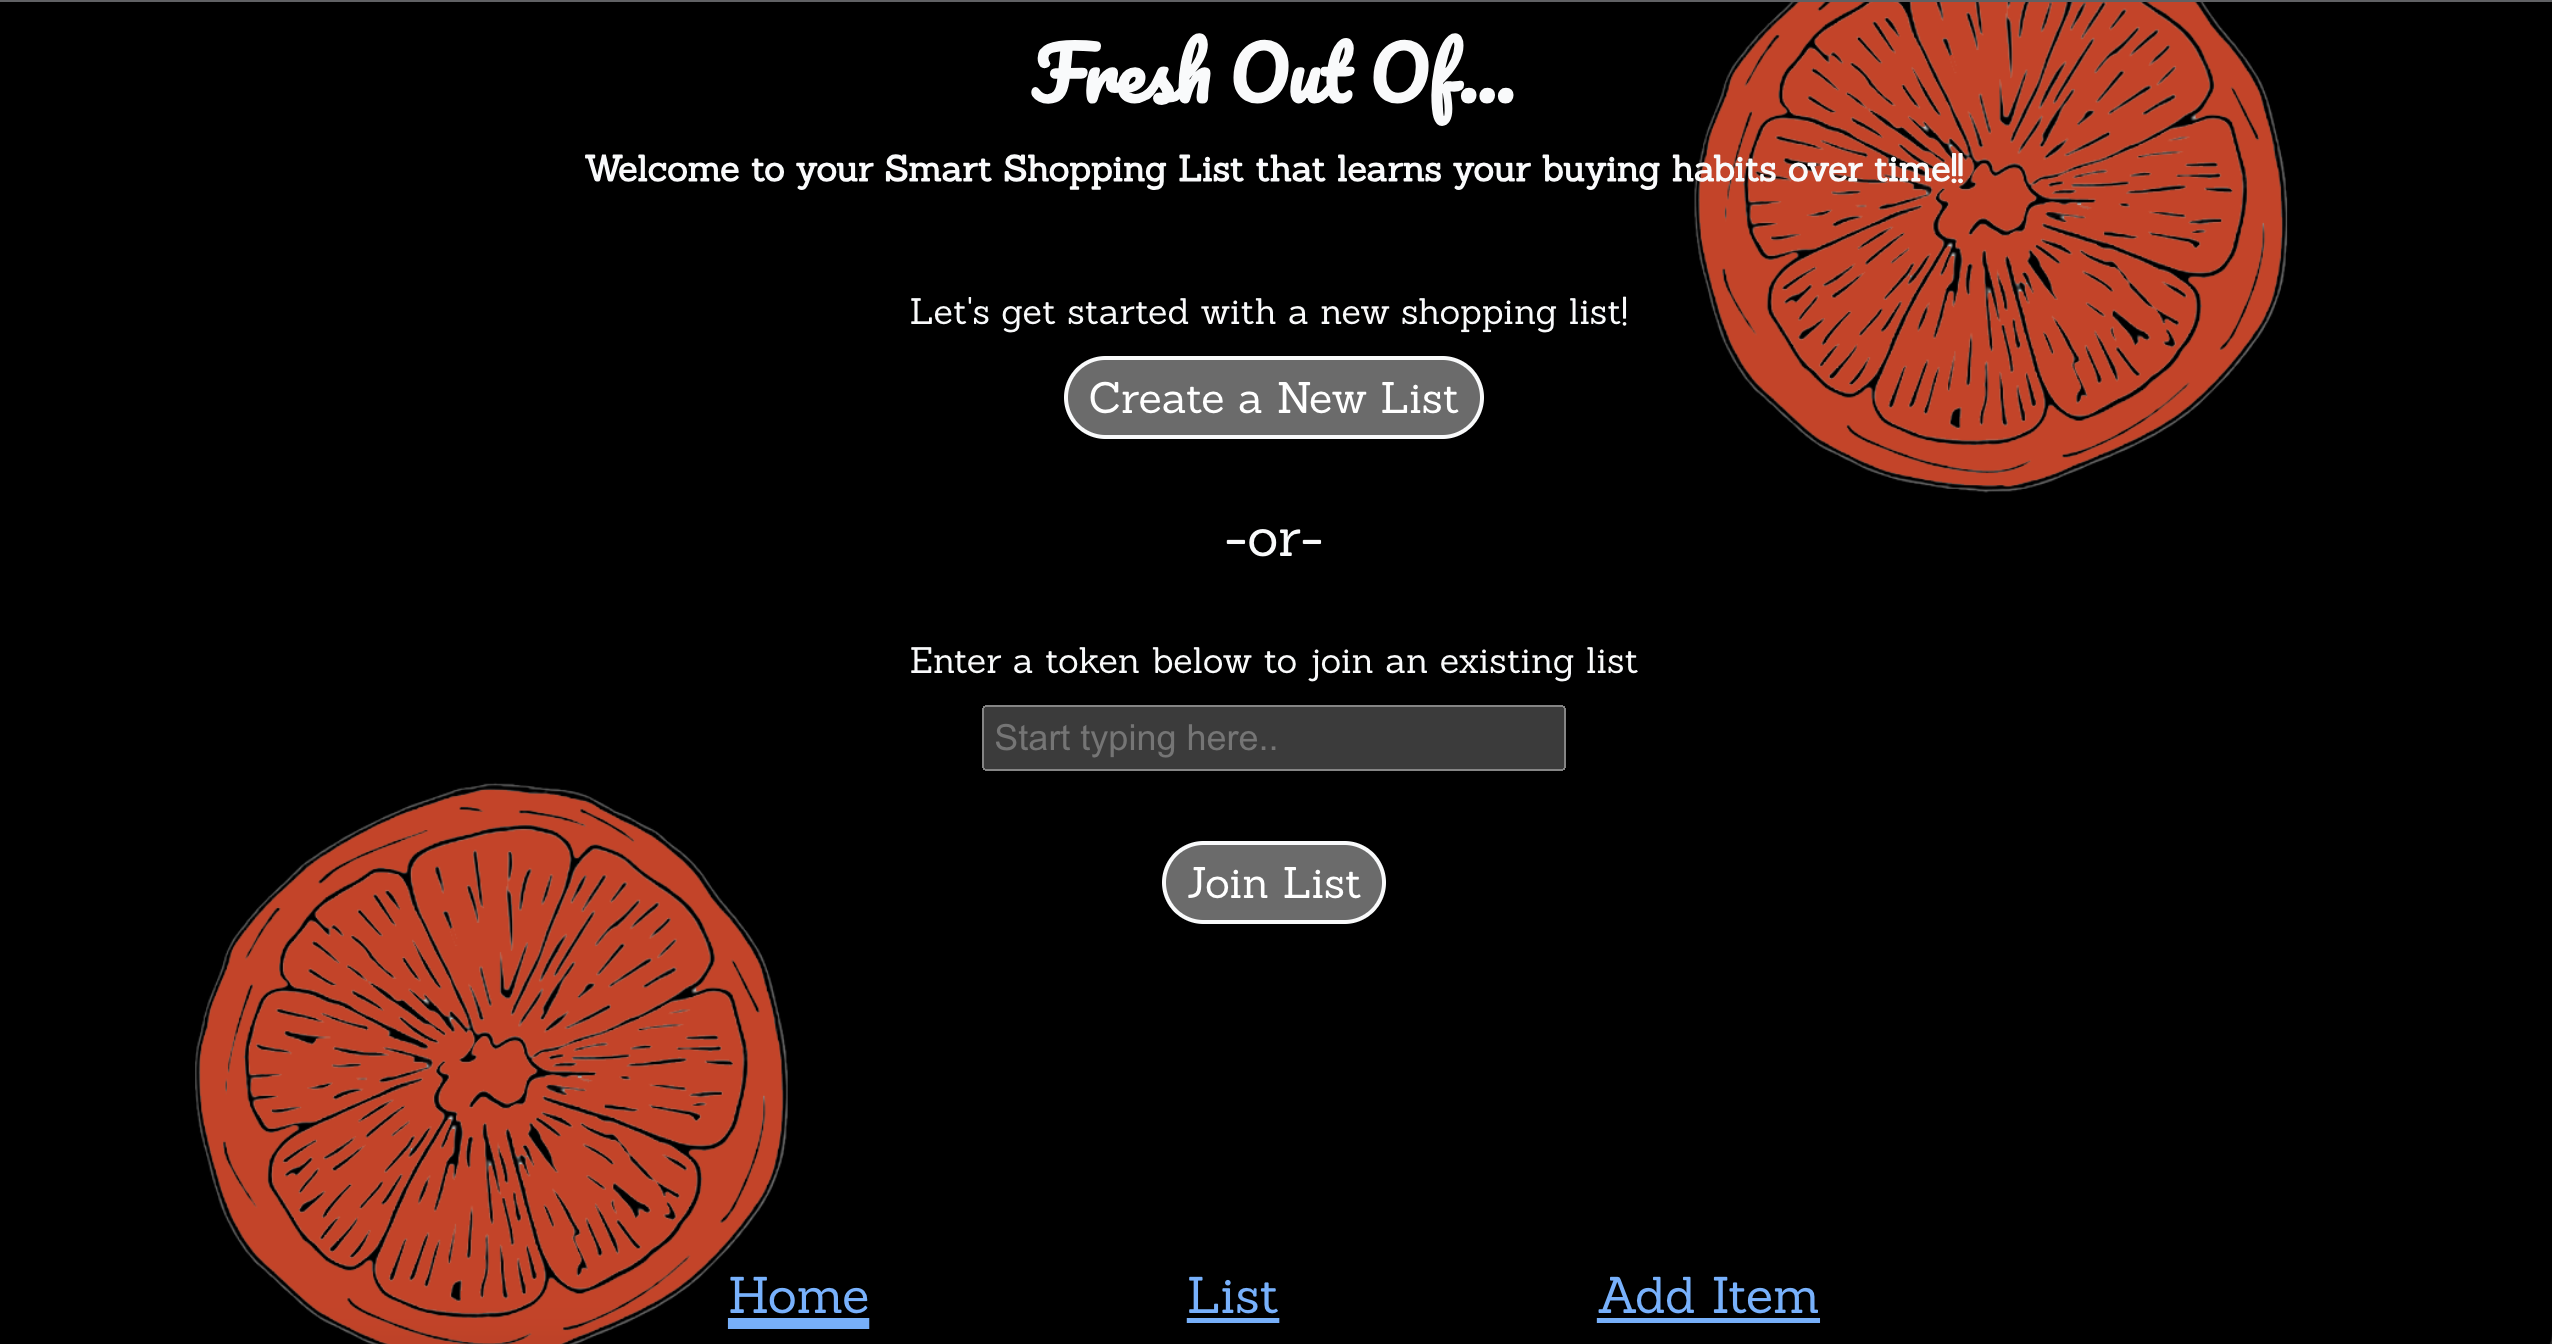 Fresh Out Of...
Welcome to your Smart Shopping List that learns your buying habits over time!!
Let's get started with a new shopping list!
Create a New List
-or-
Enter a token below to join an existing list
Start typing here..
Join List
Home List Add Item